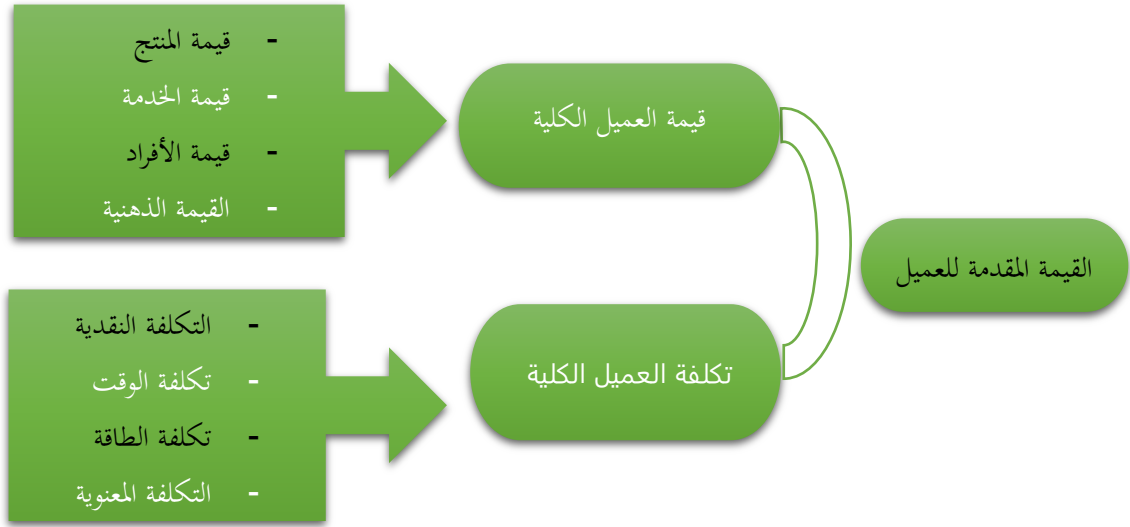 - قيمة المنتج
- قيمة الخدمة
- قيمة الأفراد
- القيمة الذهنية
قيمة العميل الكلية
القيمة المقدمة للعميل
- التكلفة النقدية
- تكلفة الوقت
- تكلفة الطاقة
- التكلفة المعنوية
تكلفة العميل الكلية